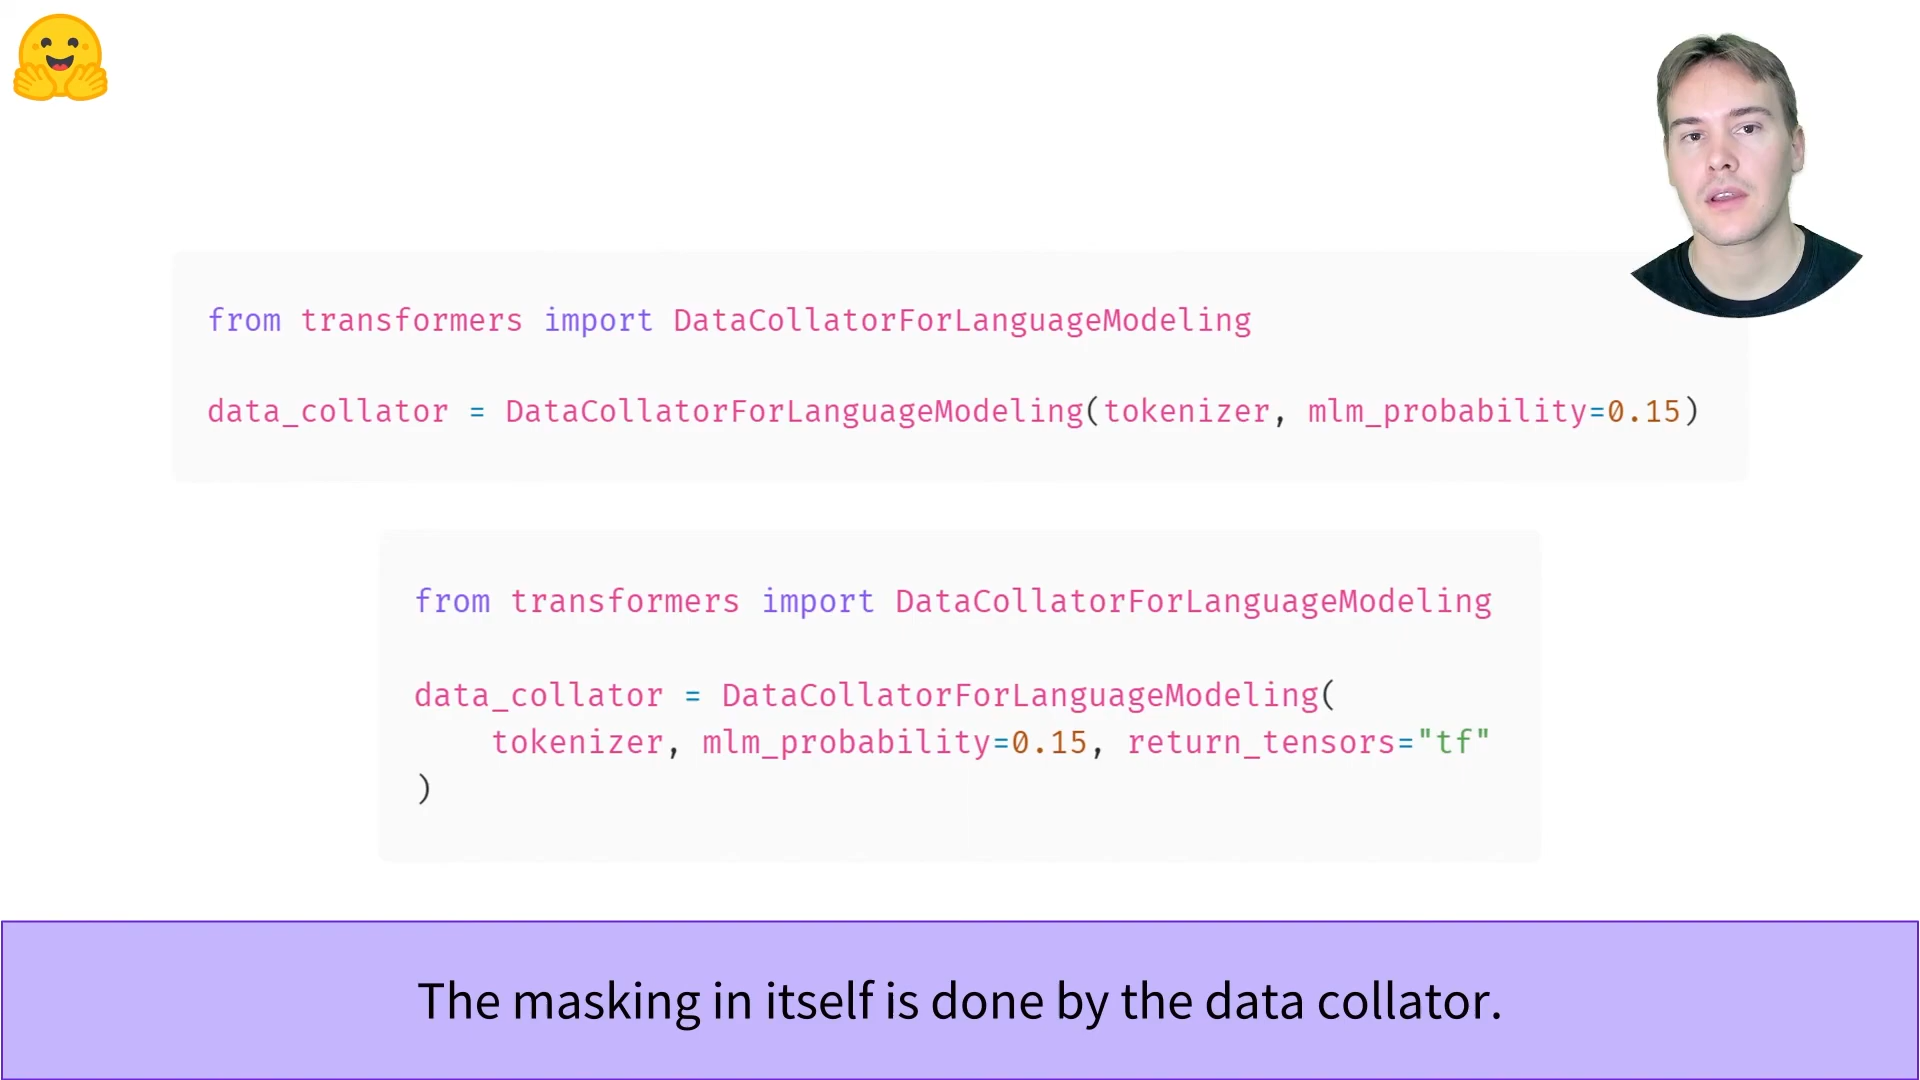 from transformers import DataCollatorForLanguageModeling
data_collator = DataCollatorForLanguageModeling(tokenizer, mlm_probability=0.15)
from transformers import DataCollatorForLanguageModeling
data_collator = DataCollatorForLanguageModeling(
    tokenizer, mlm_probability=0.15, return_tensors="tf"
)
The masking in itself is done by the data collator.